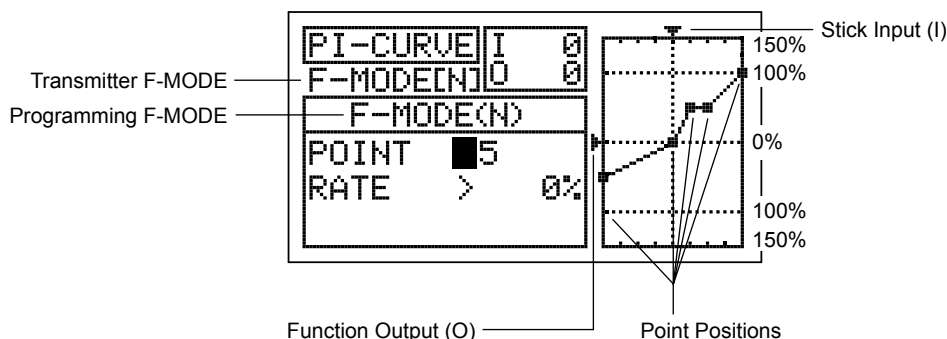 Stick Input (I)
PI-CURVE
I 0
O 0
150%
Transmitter F-MODE
F-MODE[N]
100%
Programming F-MODE
F-MODE(N)
POINT 5
0%
RATE > 0%
100%
150%
Function Output (O)
Point Positions